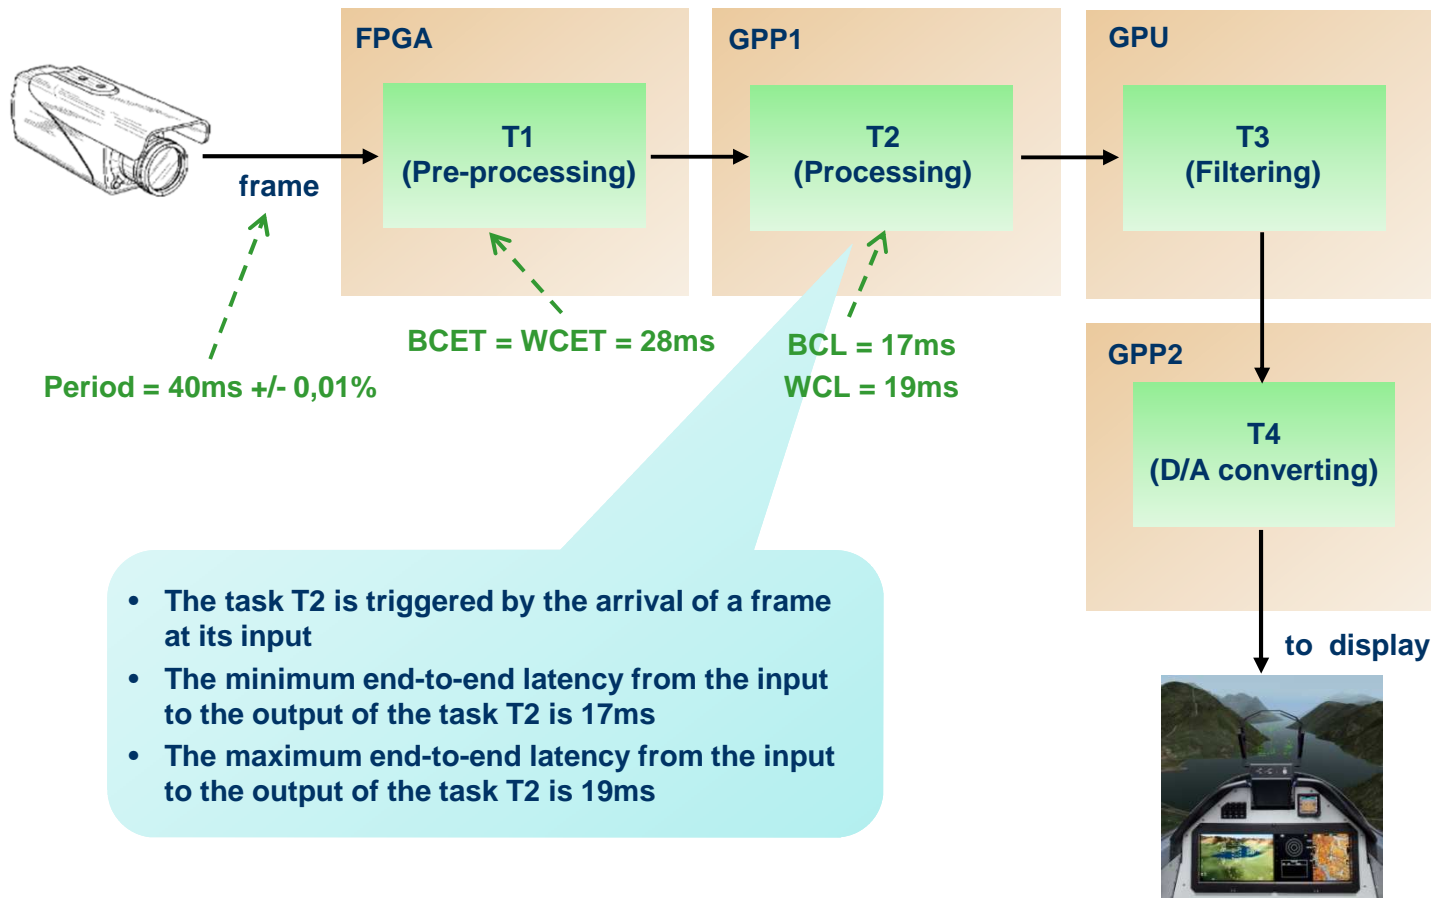 FPGA
GPP1
GPU
T1
(Pre-processing)
T2
(Processing)
T3
(Filtering)
frame
BCET = WCET = 28ms
BCL = 17ms
WCL = 19ms
Period = 40ms +/- 0,01%
GPP2
T4
(D/A converting)
• The task T2 is triggered by the arrival of a frame
at its input
• The minimum end-to-end latency from the input
to the output of the task T2 is 17ms
• The maximum end-to-end latency from the input
to the output of the task T2 is 19ms
to display